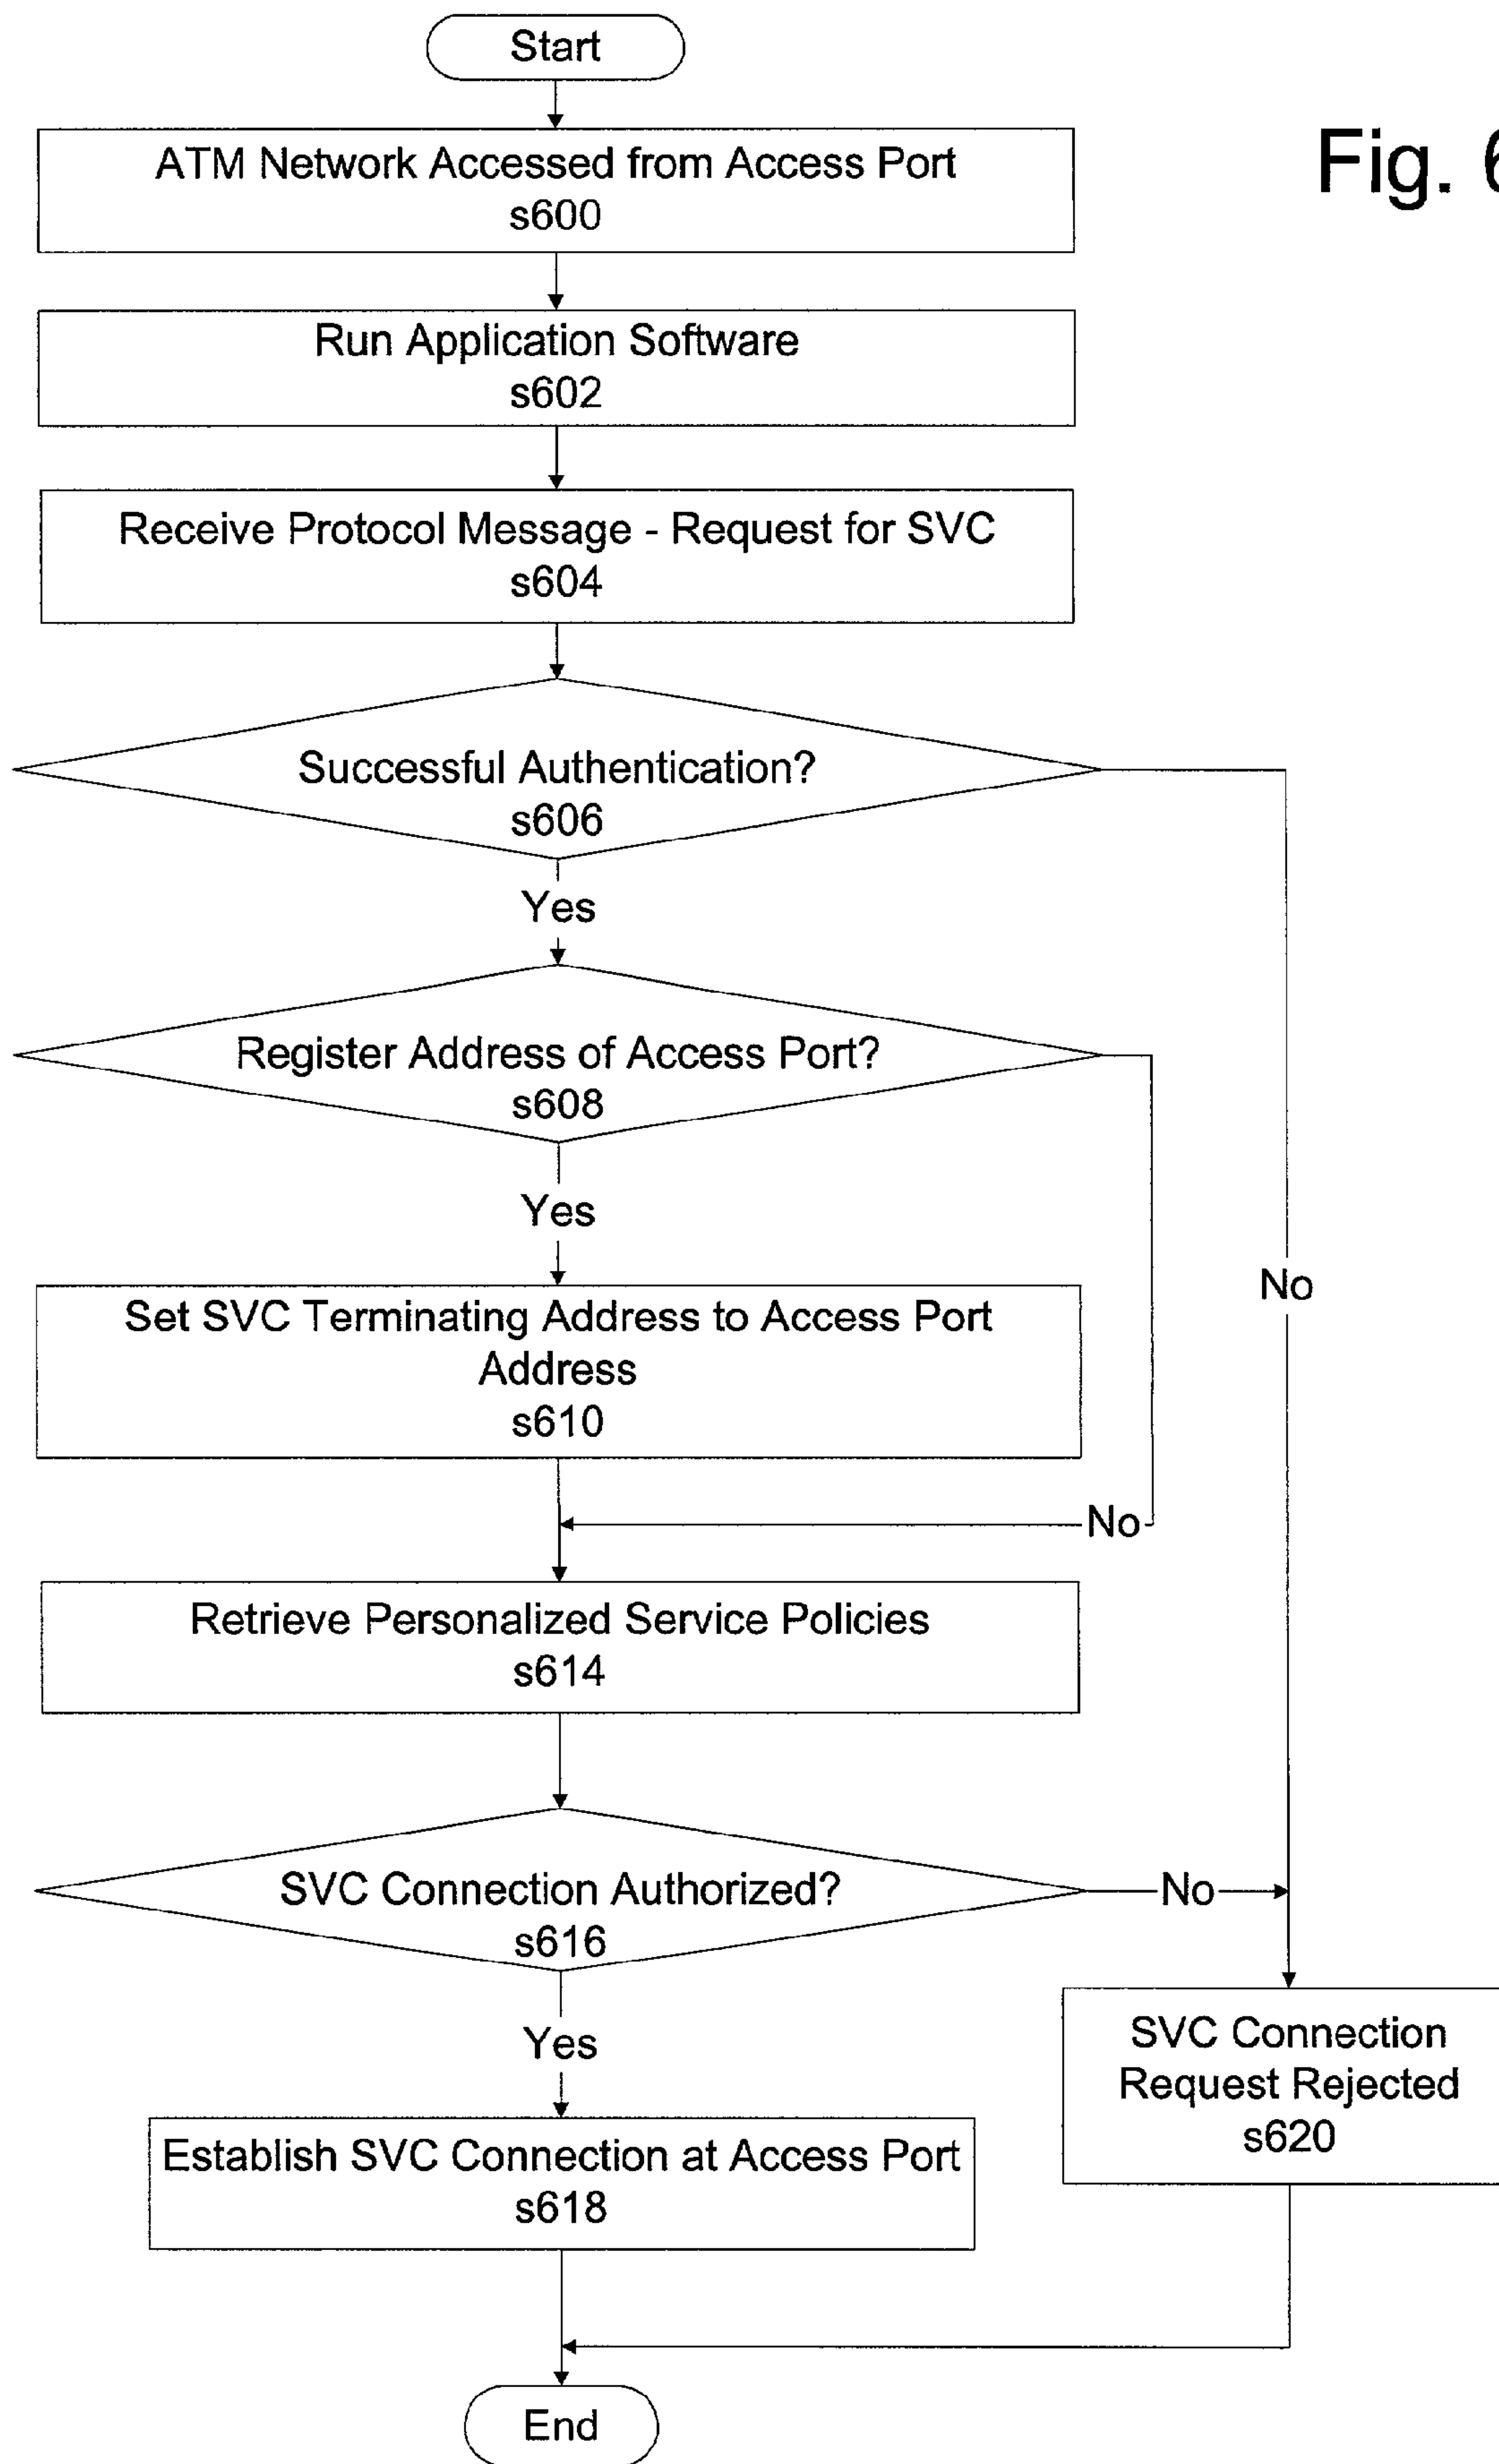 Start
Fig. 6
ATM Network Accessed from Access Port
s600
Run Application Software
s602
Receive Protocol Message - Request for SVC
s604
Successful Authentication?
s606
Yes
Register Address of Access Port?
s608
Yes
No
Set SVC Terminating Address to Access Port
Address
s610
No
Retrieve Personalized Service Policies
s614
SVC Connection Authorized?
s616
No
Yes
SVC Connection
Request Rejected
s620
Establish SVC Connection at Access Port
s618
End